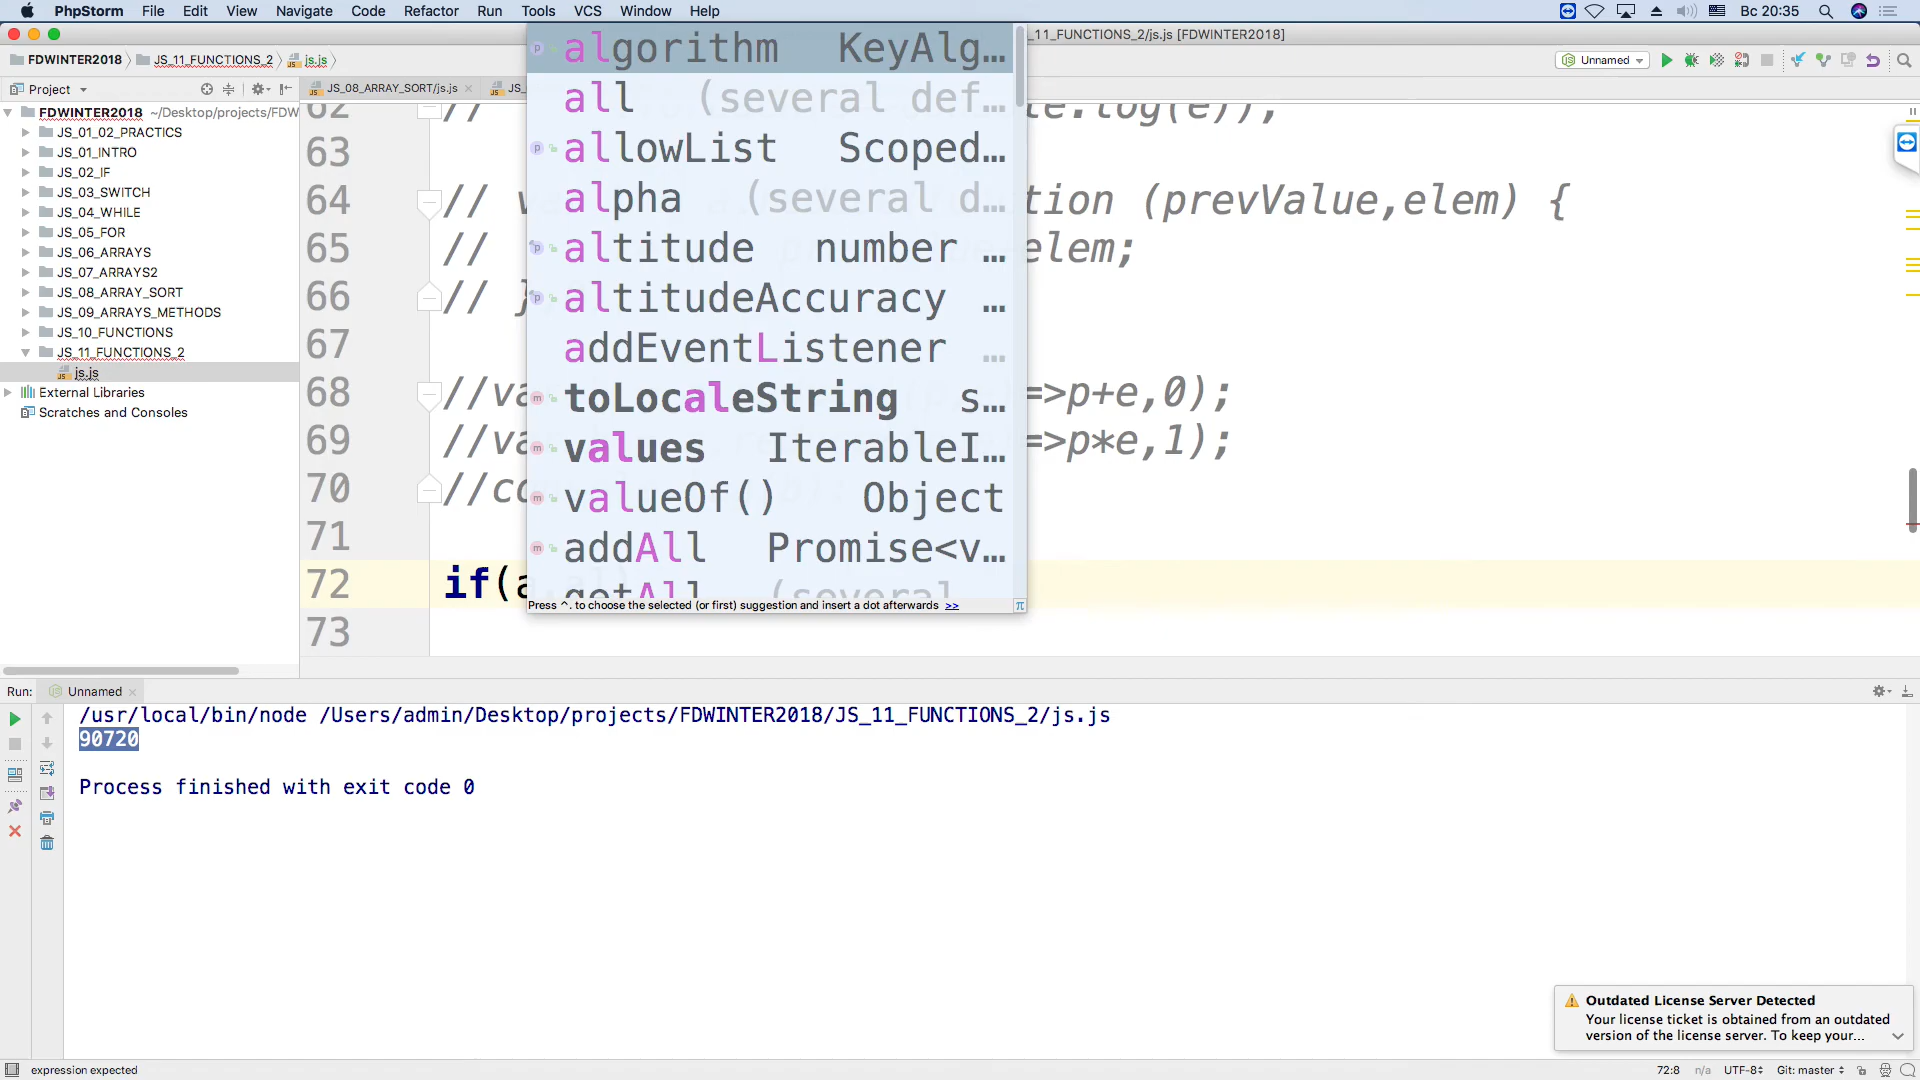 PhpStorm File Edit View Navigate Code Refactor Run Tools VCS Window Help Вс 20:35
_11_FUNCTIONS_2/js.js [FDWINTER2018]
FDWINTER2018 JS_11_FUNCTIONS_2 js.js Unnamed
Project JS_08_ARRAY_SORT/js.js JS_
FDWINTER2018 ~/Desktop/projects/FDW
JS_01_02_PRACTICS
JS_01_INTRO
JS_02_IF
JS_03_SWITCH
JS_04_WHILE
JS_05_FOR
JS_06_ARRAYS
JS_07_ARRAYS2
JS_08_ARRAY_SORT
JS_09_ARRAYS_METHODS
JS_10_FUNCTIONS
JS_11_FUNCTIONS_2
js.js
External Libraries
Scratches and Consoles
62 // e.log(e));
63
64 // v tion (prevValue,elem) {
65 // elem;
66 // }
67
68 //va =>p+e,0);
69 //va =>p*e,1);
70 //co
71
72 if(a
73
algorithm KeyAlg…
all (several def…
allowList Scoped…
alpha (several d…
altitude number …
altitudeAccuracy …
addEventListener …
toLocaleString s…
values IterableI…
valueOf() Object
addAll Promise<v…
getAll (several
Press ^. to choose the selected (or first) suggestion and insert a dot afterwards >>
π
Run: Unnamed
/usr/local/bin/node /Users/admin/Desktop/projects/FDWINTER2018/JS_11_FUNCTIONS_2/js.js
90720
Process finished with exit code 0
Outdated License Server Detected
Your license ticket is obtained from an outdated
version of the license server. To keep your...
expression expected 72:8 n/a UTF-8 Git: master